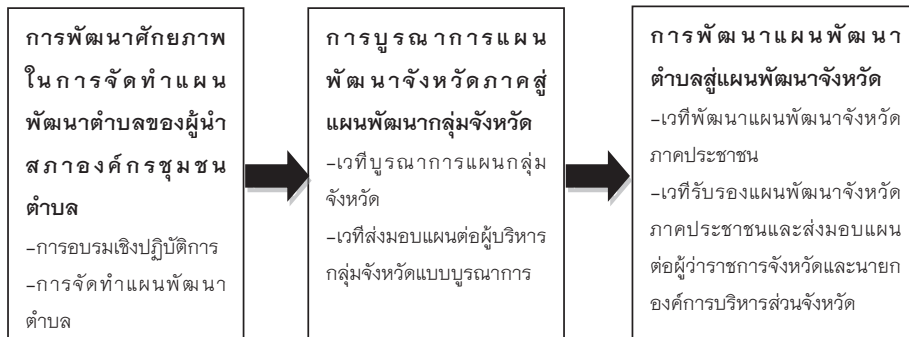 การพัฒนาศักยภาพ
ในการจัดทำแผน
พัฒนาตำบลของผู้นำ
สภาองค์กรชุมชน
ตำบล
-การอบรมเชิงปฏิบัติการ
-การจัดทำแผนพัฒนา
ตำบล
การบูรณาการแผน
พัฒนาจังหวัดภาคสู่
แผนพัฒนากลุ่มจังหวัด
-เวทีบูรณาการแผนกลุ่ม
จังหวัด
-เวทีส่งมอบแผนต่อผู้บริหาร
กลุ่มจังหวัดแบบบูรณาการ
การพัฒนาแผนพัฒนา
ตำบลสู่แผนพัฒนาจังหวัด
-เวทีพัฒนาแผนพัฒนาจังหวัด
ภาคประชาชน
-เวทีรับรองแผนพัฒนาจังหวัด
ภาคประชาชนและส่งมอบแผน
ต่อผู้ว่าราชการจังหวัดและนายก
องค์การบริหารส่วนจังหวัด